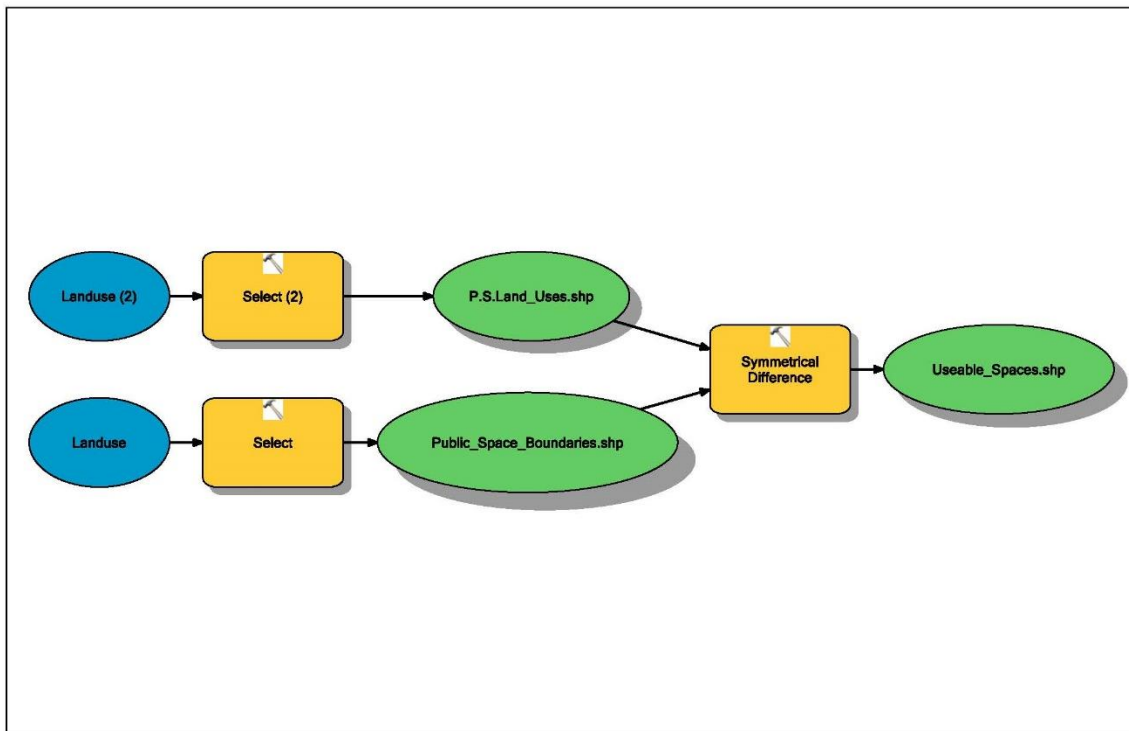 Landuse (2)
Select (2)
P.S.Land_Uses.shp
Symmetrical
Difference
Useable_Spaces.shp
Landuse
Select
Public_Space_Boundaries.shp